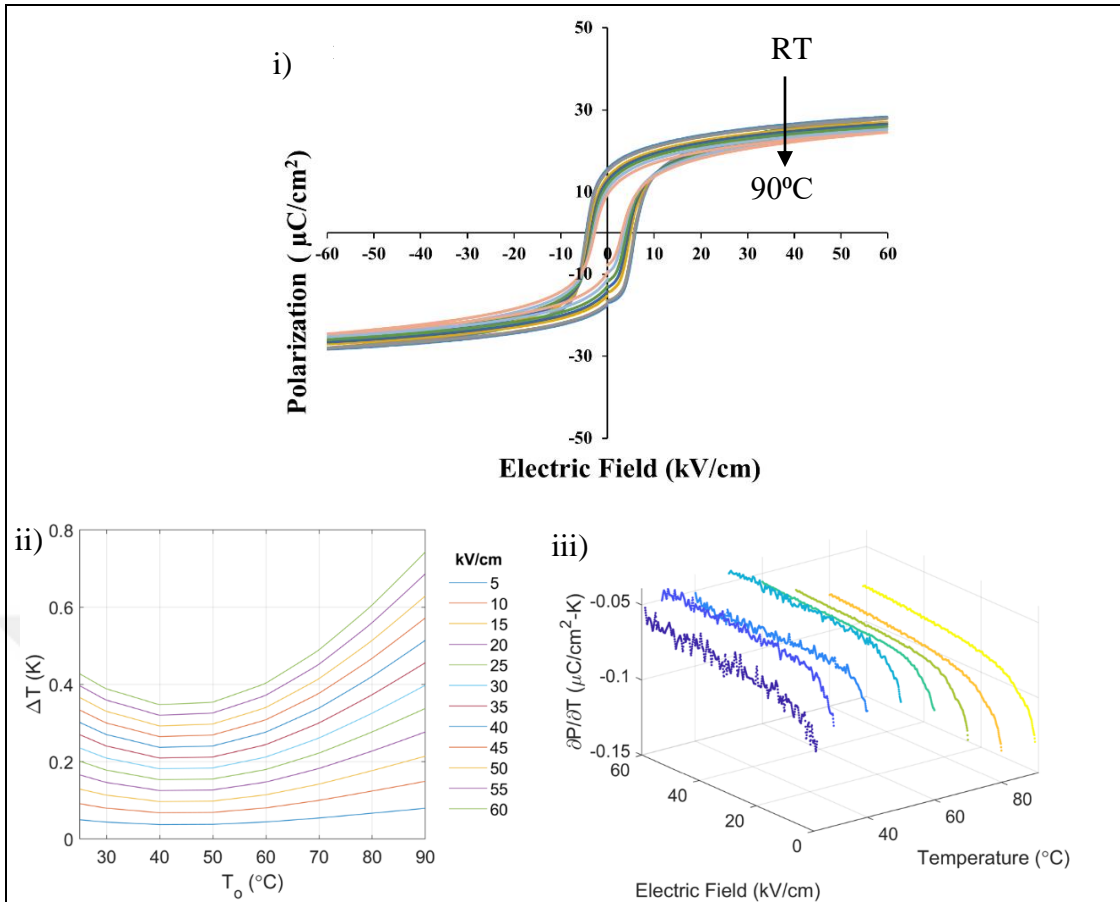 i)
50
30
10
-10
-30
-50
-60 -50 -40 -30 -20 -10 0 10 20 30 40 50 60
Polarization ( µC/cm²)
Electric Field (kV/cm)
RT
90ºC
ii)
ΔT (K)
0.8
0.6
0.4
0.2
0
30 40 50 60 70 80 90
T_o (°C)
kV/cm
5
10
15
20
25
30
35
40
45
50
55
60
iii)
∂P/∂T (µC/cm²-K)
-0.05
-0.1
-0.15
60
40
20
0
40
60
80
Temperature (°C)
Electric Field (kV/cm)